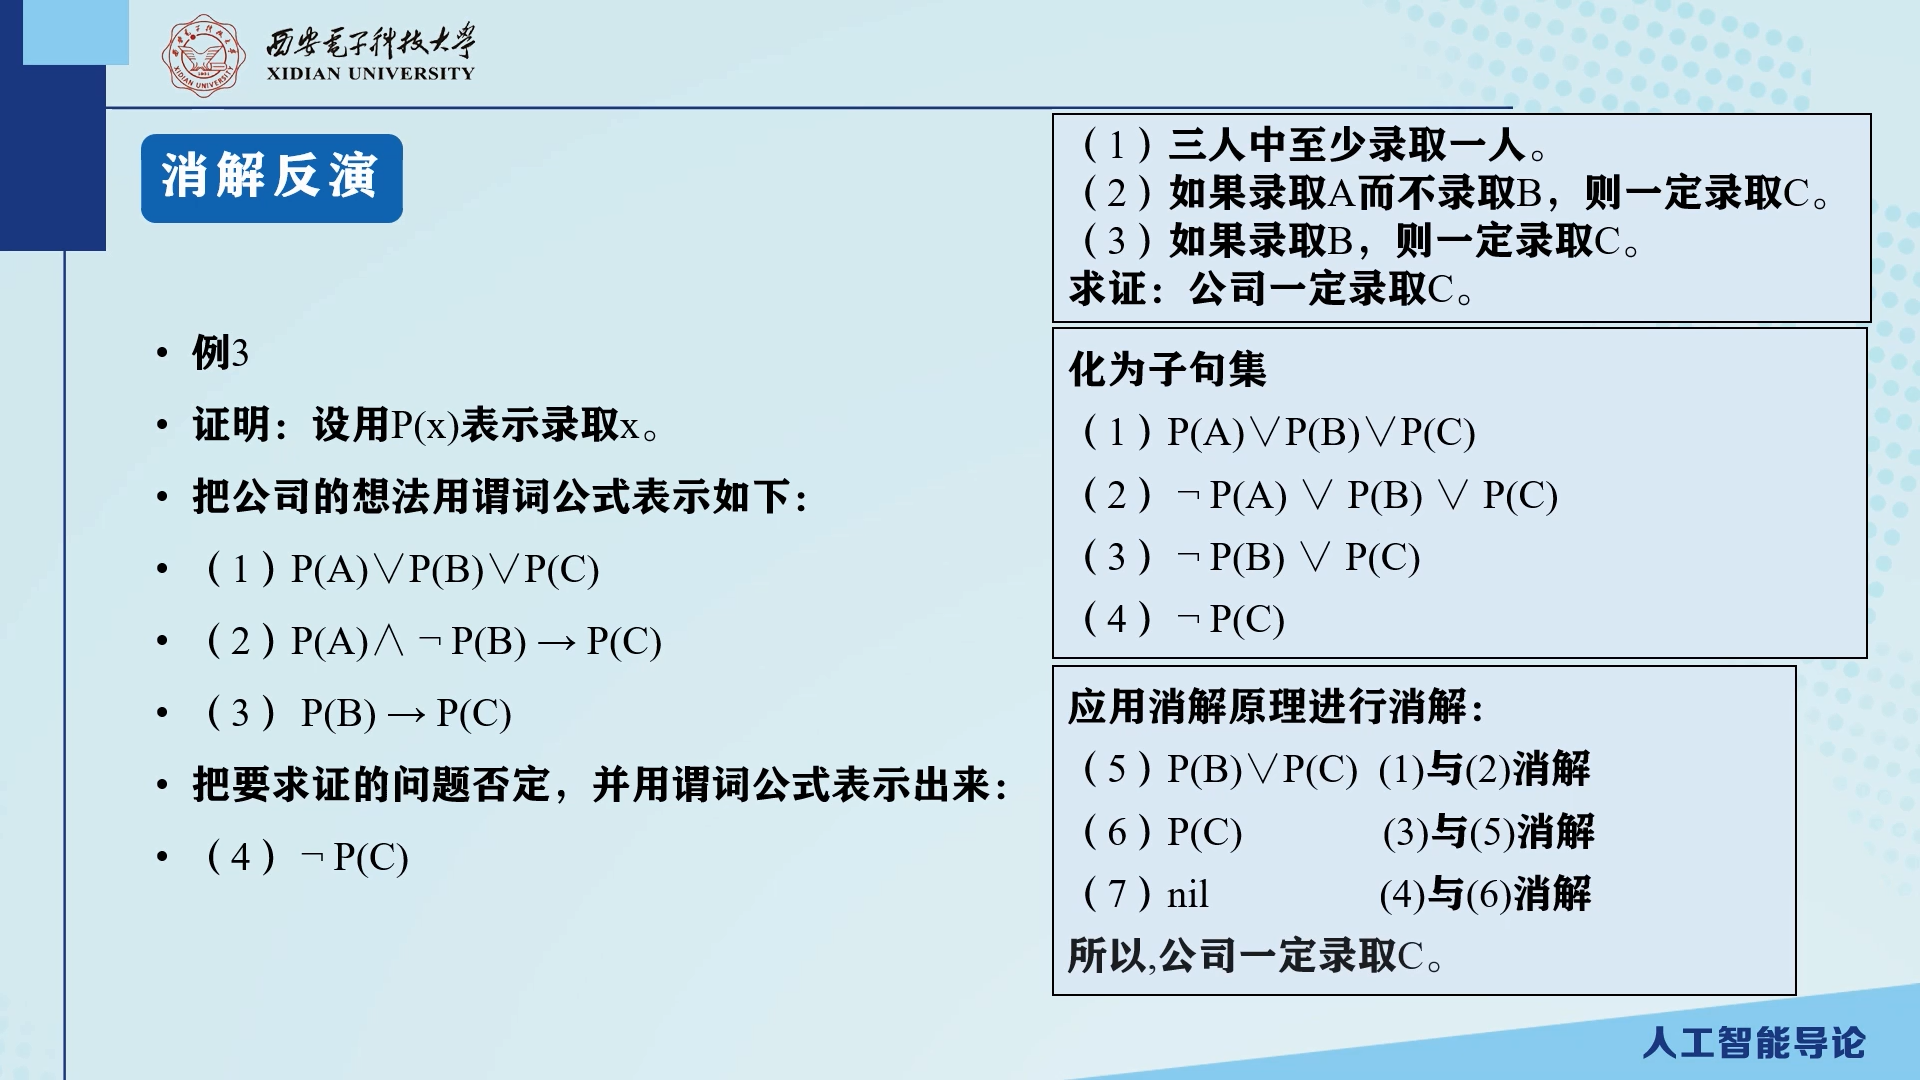 西安电子科技大学
XIDIAN UNIVERSITY
消解反演
• 例3
• 证明：设用P(x)表示录取x。
• 把公司的想法用谓词公式表示如下：
• （1）P(A)∨P(B)∨P(C)
• （2）P(A)∧﹁P(B)→P(C)
• （3） P(B)→P(C)
• 把要求证的问题否定，并用谓词公式表示出来：
• （4）﹁P(C)
（1）三人中至少录取一人。
（2）如果录取A而不录取B，则一定录取C。
（3）如果录取B，则一定录取C。
求证：公司一定录取C。
化为子句集
（1）P(A)∨P(B)∨P(C)
（2）﹁P(A) ∨ P(B) ∨ P(C)
（3）﹁P(B) ∨ P(C)
（4）﹁P(C)
应用消解原理进行消解：
（5）P(B)∨P(C) (1)与(2)消解
（6）P(C) (3)与(5)消解
（7）nil (4)与(6)消解
所以,公司一定录取C。
人工智能导论